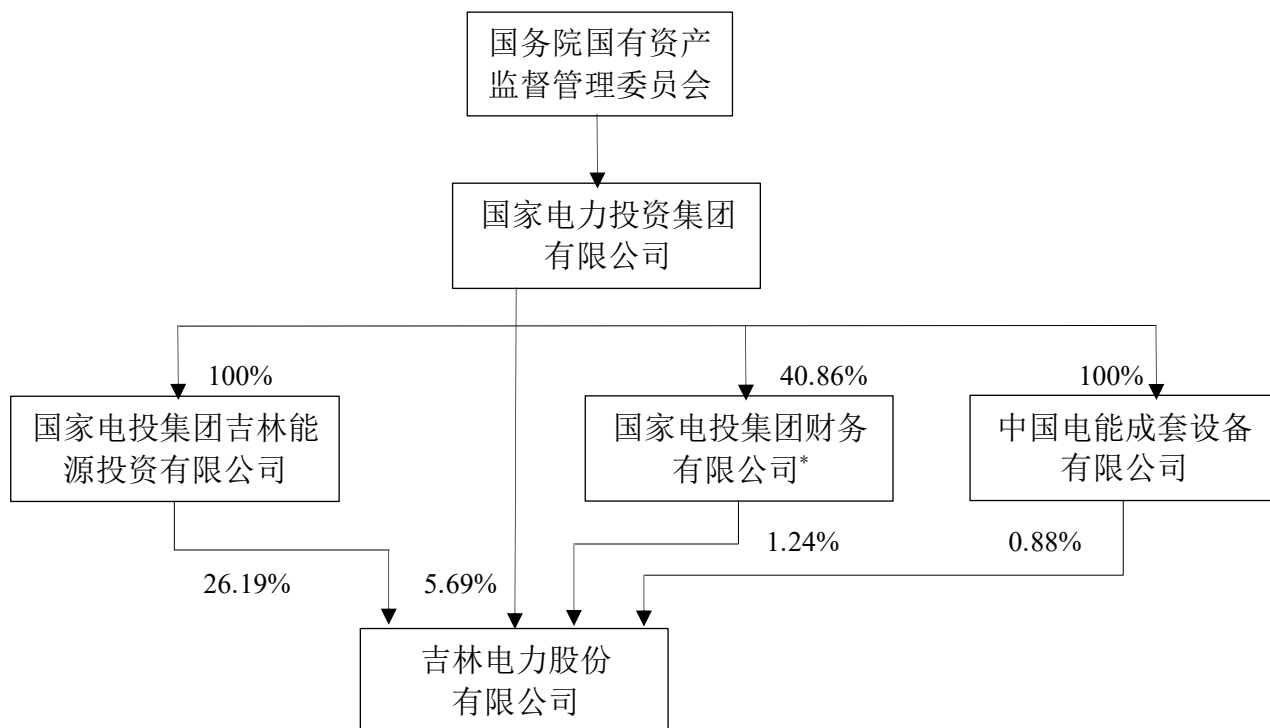 国务院国有资产
监督管理委员会
国家电力投资集团
有限公司
100%
40.86%
100%
国家电投集团吉林能
源投资有限公司
国家电投集团财务
有限公司*
中国电能成套设备
有限公司
26.19%
5.69%
1.24%
0.88%
吉林电力股份
有限公司